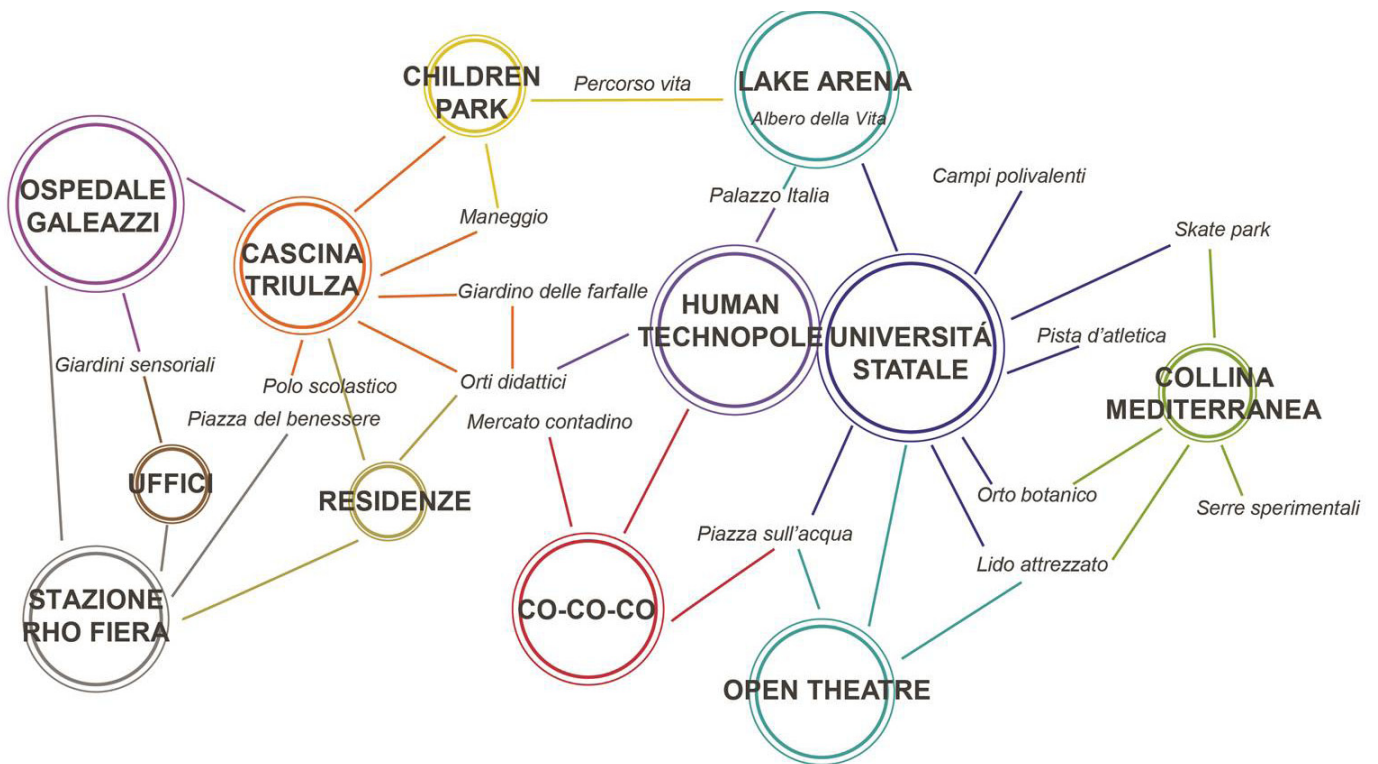 CHILDREN
PARK
Percorso vita
LAKE ARENA
Albero della Vita
OSPEDALE
GALEAZZI
Maneggio
Palazzo Italia
Campi polivalenti
Skate park
CASCINA
TRIULZA
Giardino delle farfalle
HUMAN
TECHNOPOLE
UNIVERSITÁ
STATALE
Pista d'atletica
COLLINA
MEDITERRANEA
Giardini sensoriali
Polo scolastico
Orti didattici
Piazza del benessere
Mercato contadino
UFFICI
RESIDENZE
Orto botanico
Serre sperimentali
Piazza sull'acqua
Lido attrezzato
STAZIONE
RHO FIERA
CO-CO-CO
OPEN THEATRE